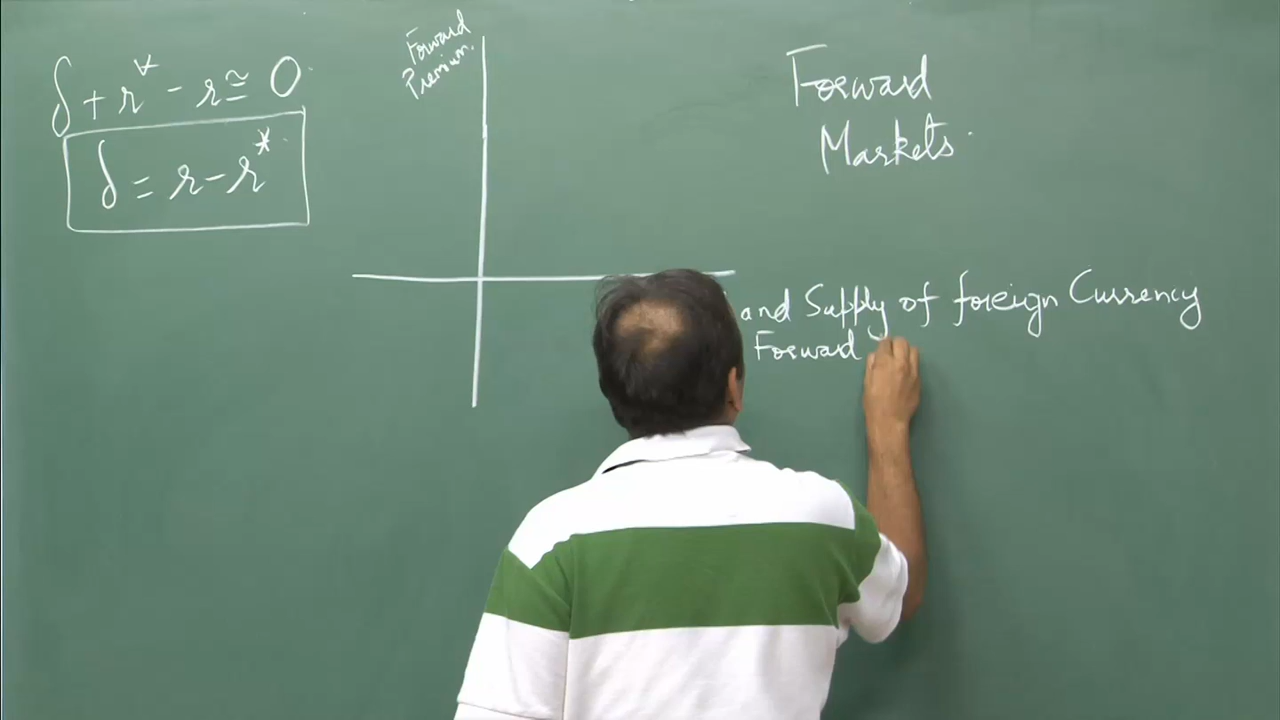 δ + r* - r ≅ 0
δ = r - r*
Forward
Premium.
Forward
Markets.
and Supply of foreign Currency
Forward